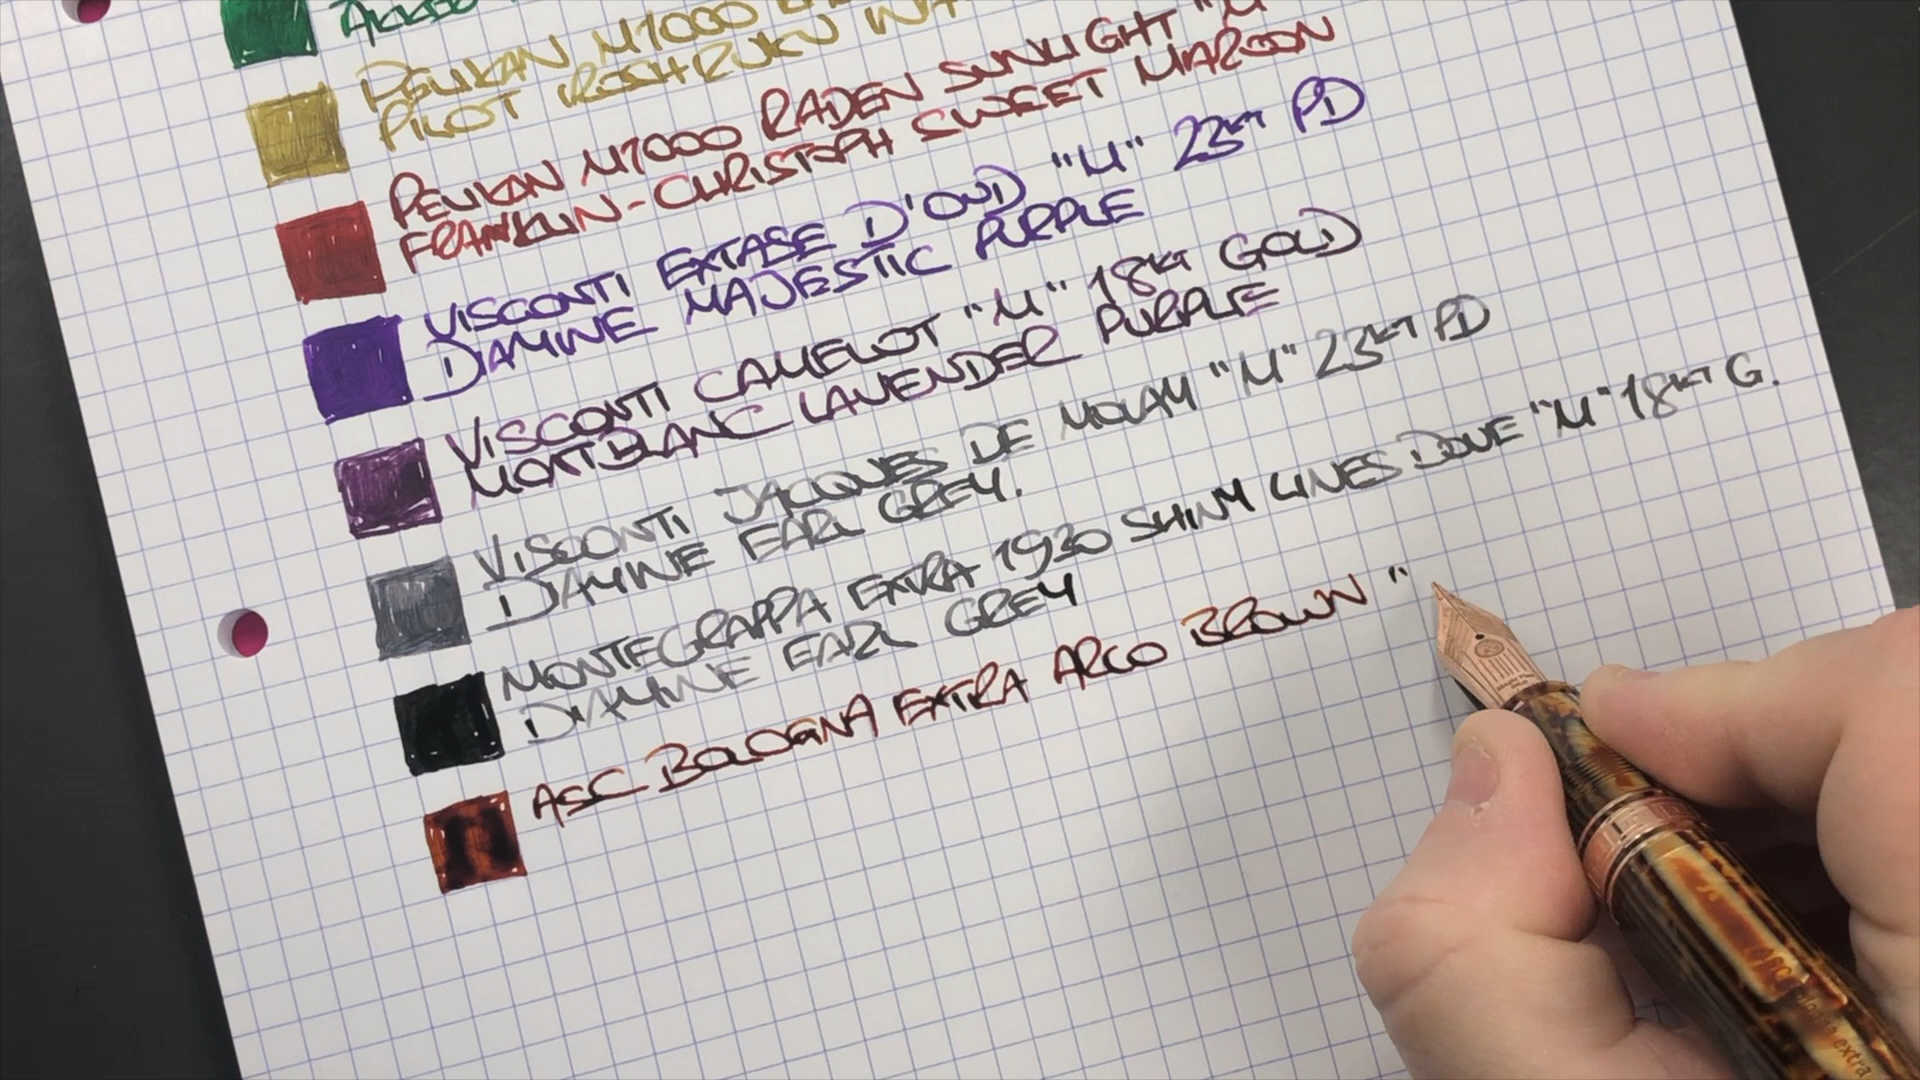 PELIKAN M1000
PILOT IROSHIZUKU
PELIKAN M1000 RADEN SUNLIGHT "M"
FRANKLIN-CHRISTOPH SWEET MAROON
VISCONTI EXTASE D'OUD "M" 23KT PD
DIAMINE MAJESTIC PURPLE
VISCONTI CAMELOT "M" 18KT GOLD
MONTBLANC LAVENDER PURPLE
VISCONTI JACQUES DE MOLAY "M" 23KT PD
DIAMINE EARL GREY.
MONTEGRAPPA EXTRA 1930 SHINY LINES DOUE "M" 18KT G.
DIAMINE EARL GREY
ASC BOLOGNA EXTRA ARCO BROWN "